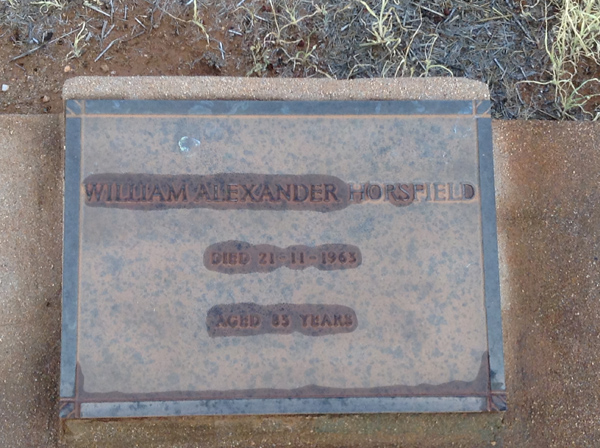 WILLIAM ALEXANDER HORSFIELD
DIED 21-11-1963
AGED 85 YEARS